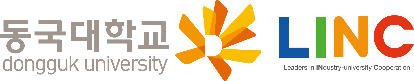 동국대학교
dongguk university
LINC
Leaders in INdustry-university Cooperation